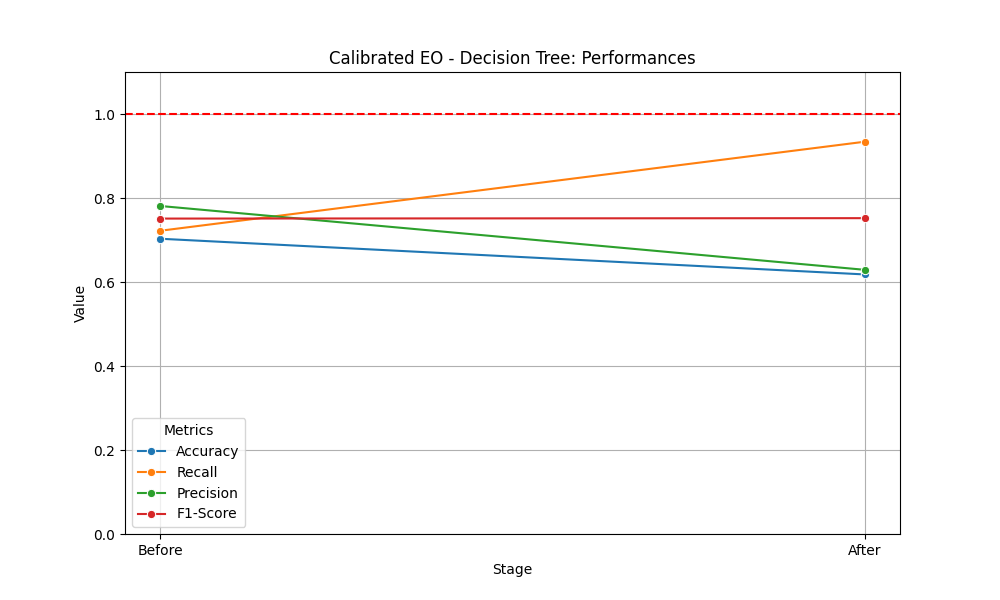 Calibrated EO - Decision Tree: Performances
Value
1.0
0.8
0.6
0.4
0.2
0.0
Metrics
Accuracy
Recall
Precision
F1-Score
Before
After
Stage